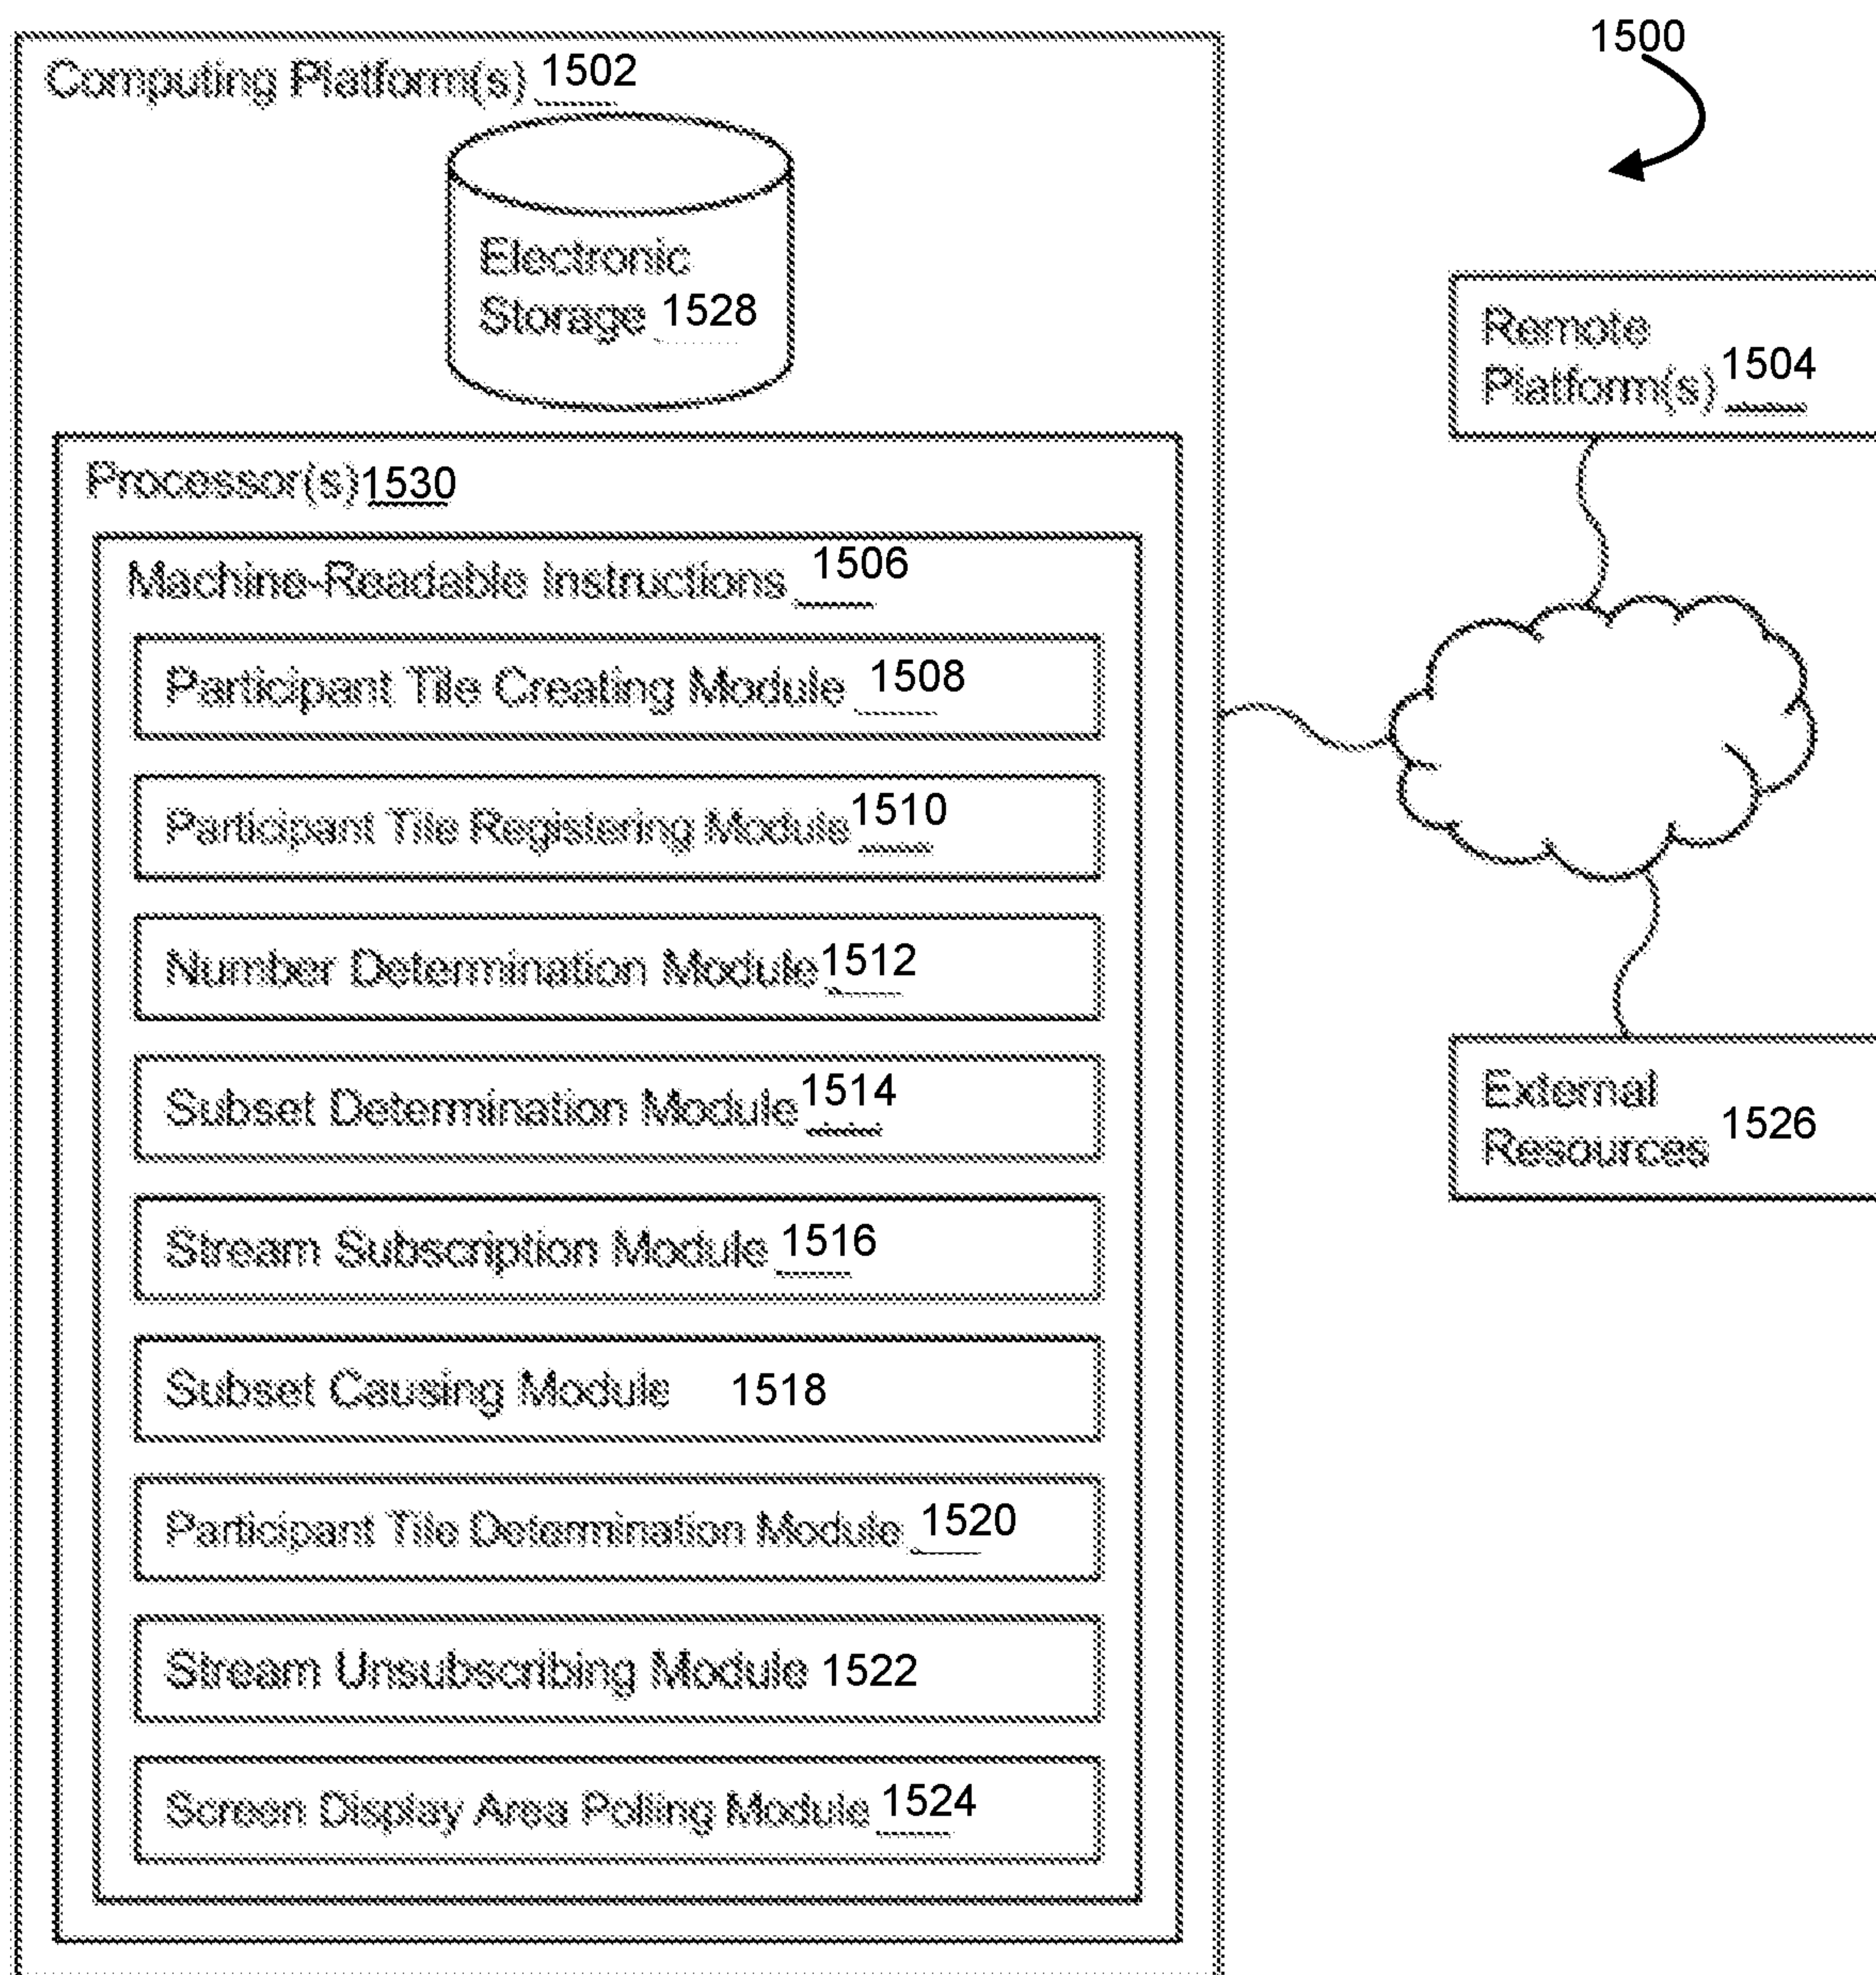 1500
Computing Platform(s) 1502
Electronic
Storage 1528
Remote
Platform(s) 1504
Processor(s) 1530
Machine-Readable Instructions 1506
Participant Tile Creating Module 1508
Participant Tile Registering Module 1510
Number Determination Module 1512
Subset Determination Module 1514
Stream Subscription Module 1516
Subset Causing Module 1518
Participant Tile Determination Module 1520
Stream Unsubscribing Module 1522
Screen Display Area Polling Module 1524
External
Resources 1526